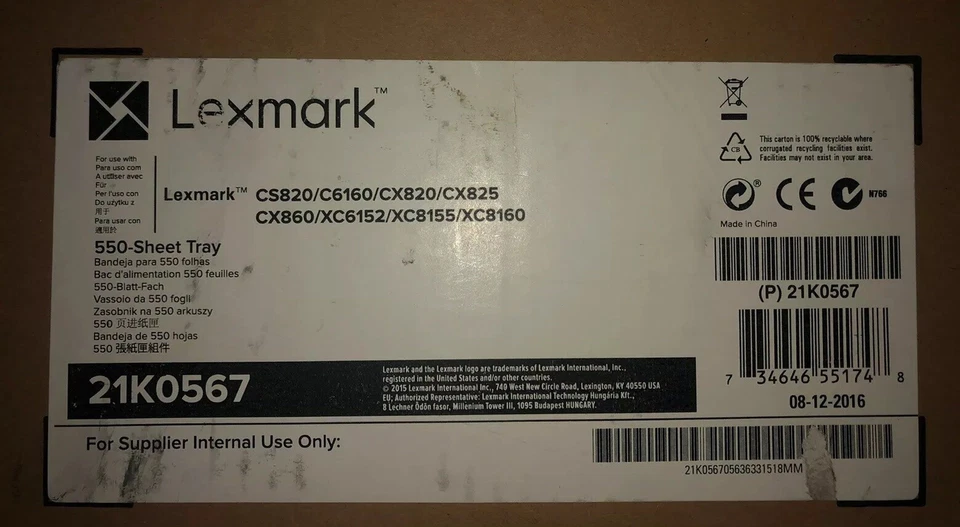 Lexmark™
For use with
Para uso com
A utiliser avec
Für
Per l'uso con
Do użytku z
用于
Para usar con
適用於
Lexmark™ CS820/C6160/CX820/CX825
CX860/XC6152/XC8155/XC8160
550-Sheet Tray
Bandeja para 550 folhas
Bac d'alimentation 550 feuilles
550-Blatt-Fach
Vassoio da 550 fogli
Zasobnik na 550 arkuszy
550 页进纸匣
Bandeja de 550 hojas
550 張紙匣組件
21K0567
Lexmark and the Lexmark logo are trademarks of Lexmark International, Inc.,
registered in the United States and/or other countries.
© 2015 Lexmark International Inc., 740 West New Circle Road, Lexington, KY 40550 USA
EU; Authorized Representative: Lexmark International Technology Hungária Kft.,
8 Lechner Ödön fasor, Millenium Tower III, 1095 Budapest HUNGARY.
CB
This carton is 100% recyclable where
corrugated recycling facilities exist.
Facilities may not exist in your area.
® CE N766
Made in China
(P) 21K0567
7 34646 55174 8
08-12-2016
For Supplier Internal Use Only:
21K056705636331518MM